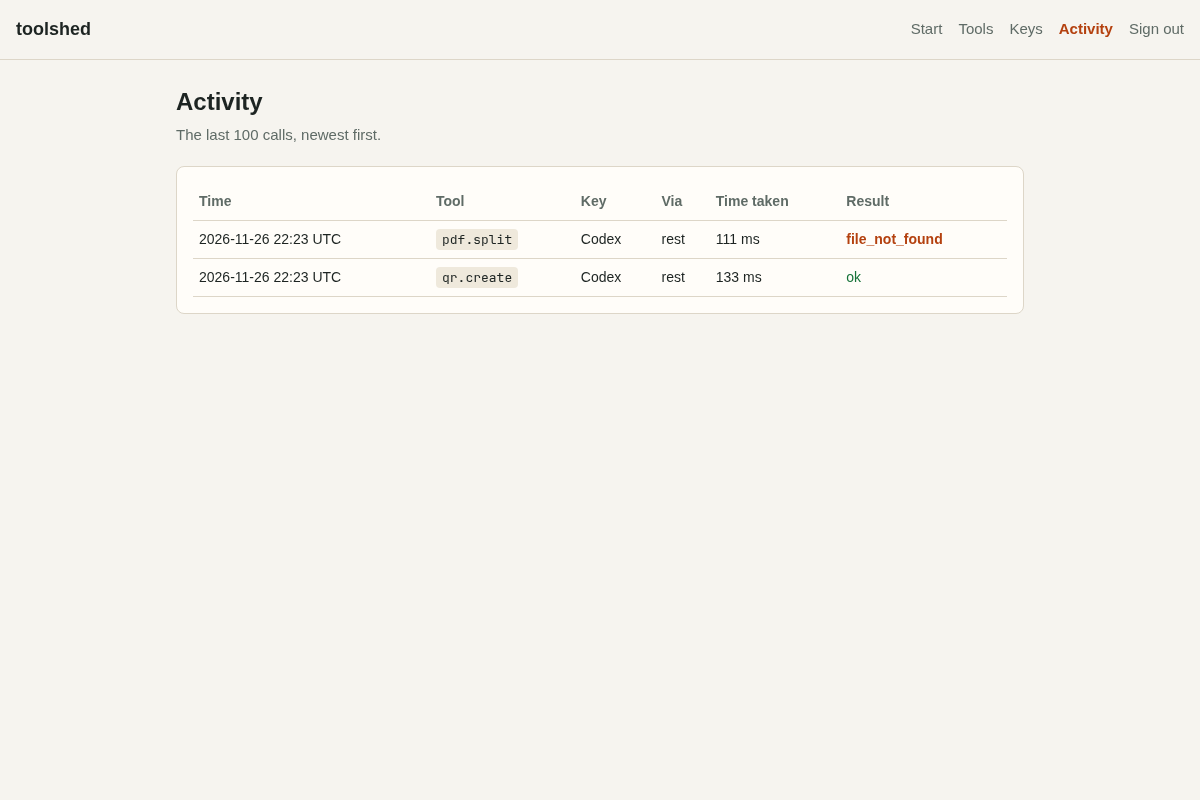 toolshed Start Tools Keys Activity Sign out
Activity
The last 100 calls, newest first.
Time Tool Key Via Time taken Result
2026-11-26 22:23 UTC pdf.split Codex rest 111 ms file_not_found
2026-11-26 22:23 UTC qr.create Codex rest 133 ms ok